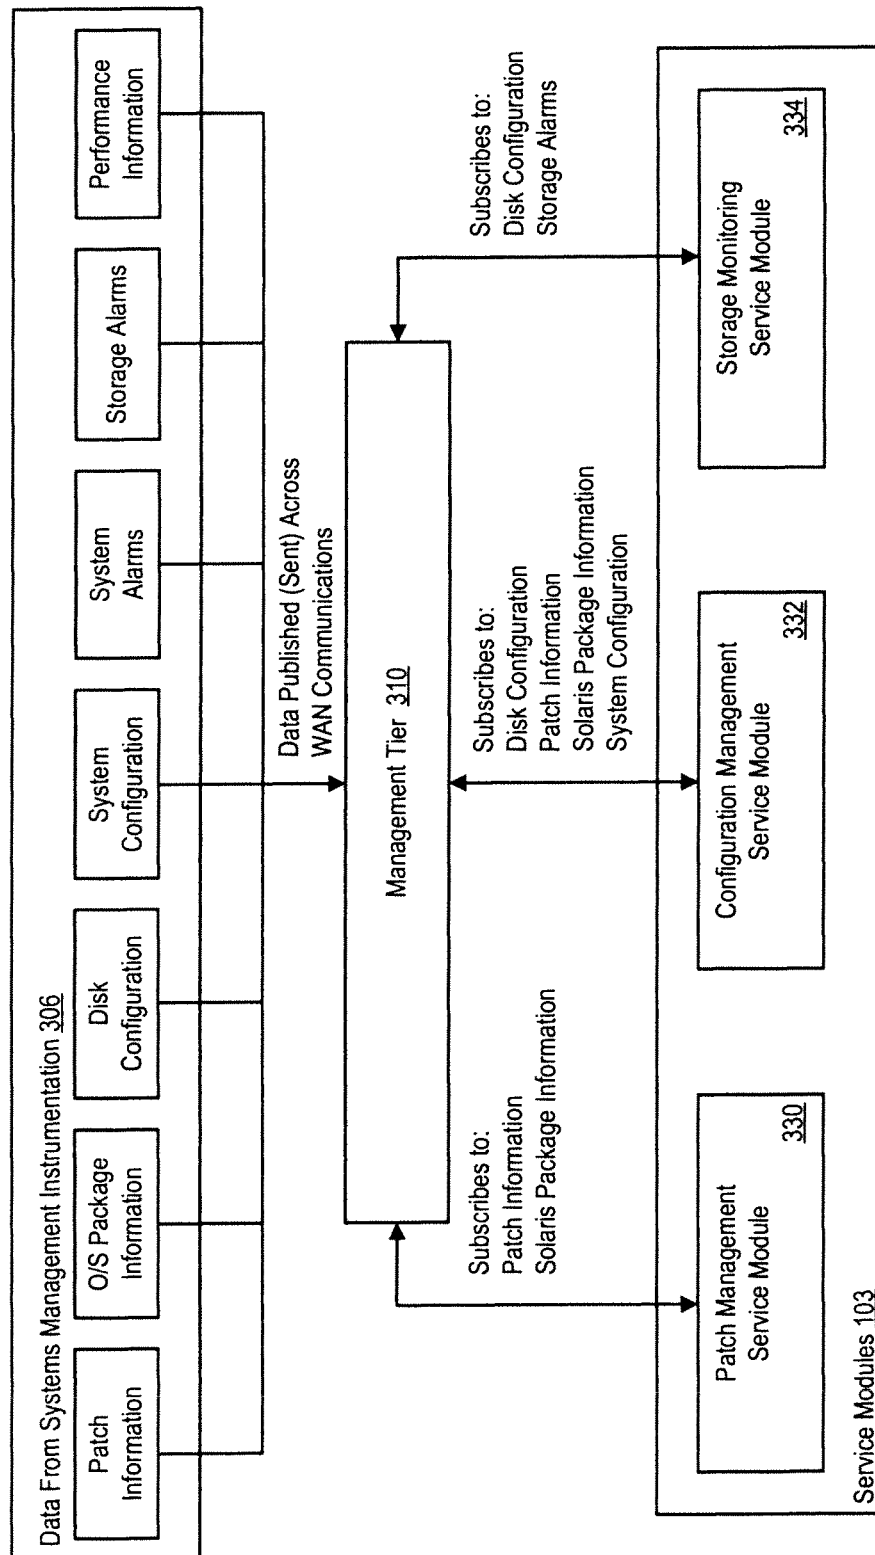 Data From Systems Management Instrumentation 306
Patch
Information
O/S Package
Information
Disk
Configuration
System
Configuration
System
Alarms
Storage Alarms
Performance
Information
Data Published (Sent) Across
WAN Communications
Management Tier 310
Subscribes to:
Patch Information
Solaris Package Information
Subscribes to:
Disk Configuration
Patch Information
Solaris Package Information
System Configuration
Subscribes to:
Disk Configuration
Storage Alarms
Patch Management
Service Module
330
Configuration Management
Service Module
332
Storage Monitoring
Service Module
334
Service Modules 103